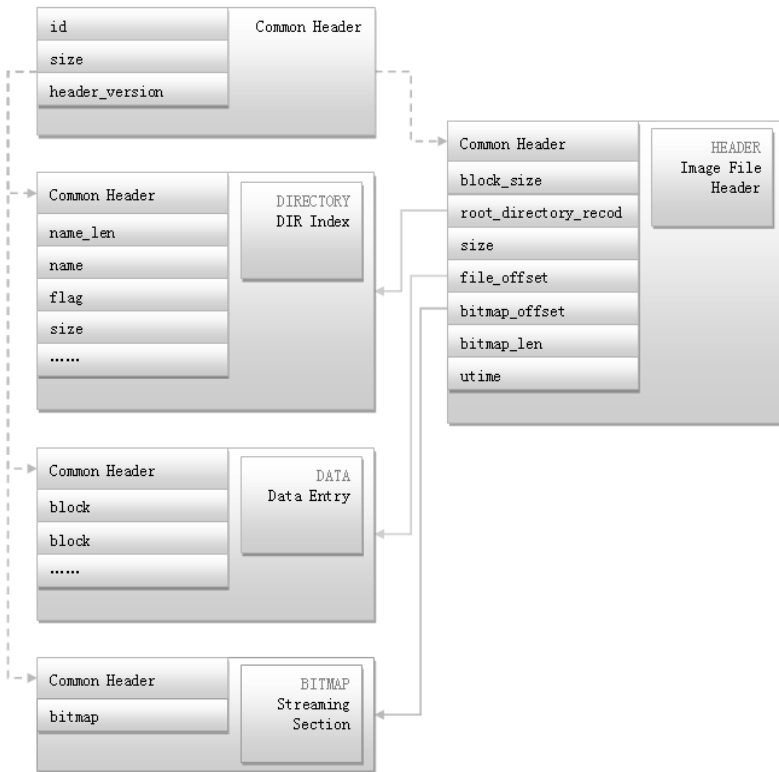 id
Common Header
size
header_version
Common Header
HEADER
Image File
Header
block_size
root_directory_recod
size
file_offset
bitmap_offset
bitmap_len
utime
Common Header
DIRECTORY
DIR Index
name_len
name
flag
size
......
Common Header
DATA
Data Entry
block
block
......
Common Header
BITMAP
Streaming
Section
bitmap